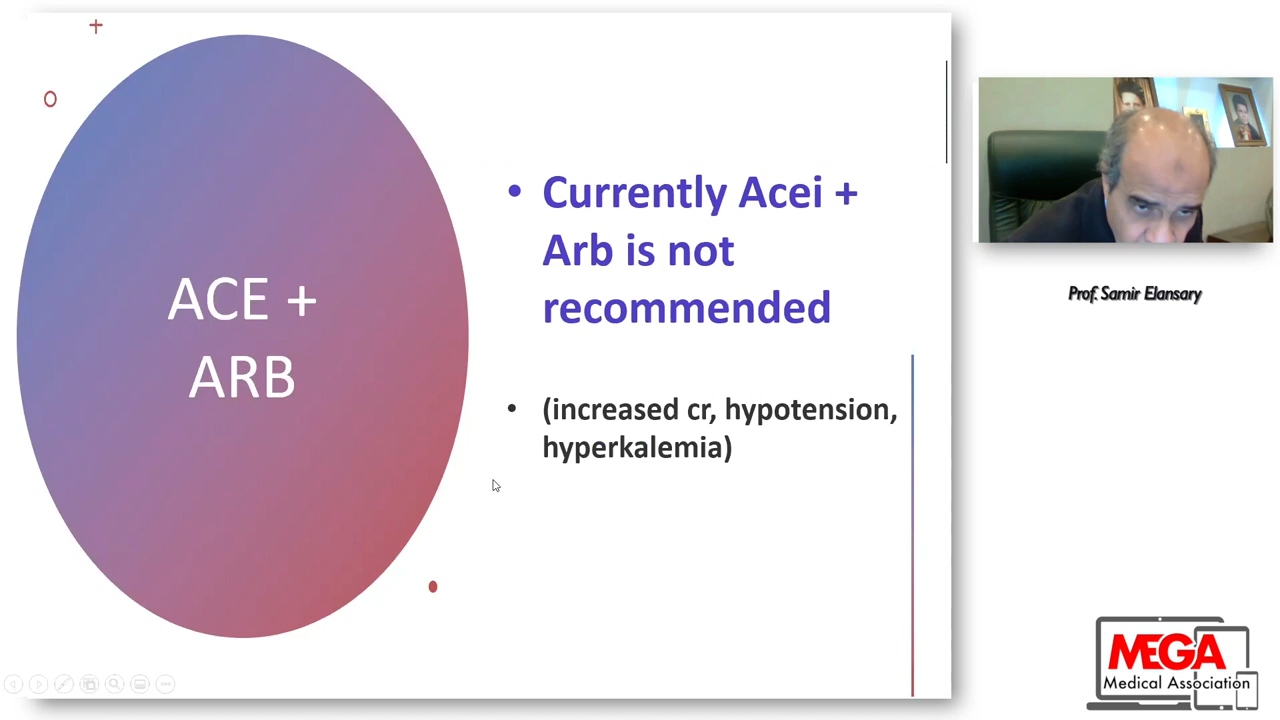 ACE +
ARB
• Currently Acei +
Arb is not
recommended
• (increased cr, hypotension,
hyperkalemia)
Prof. Samir Elansary
MEGA
Medical Association